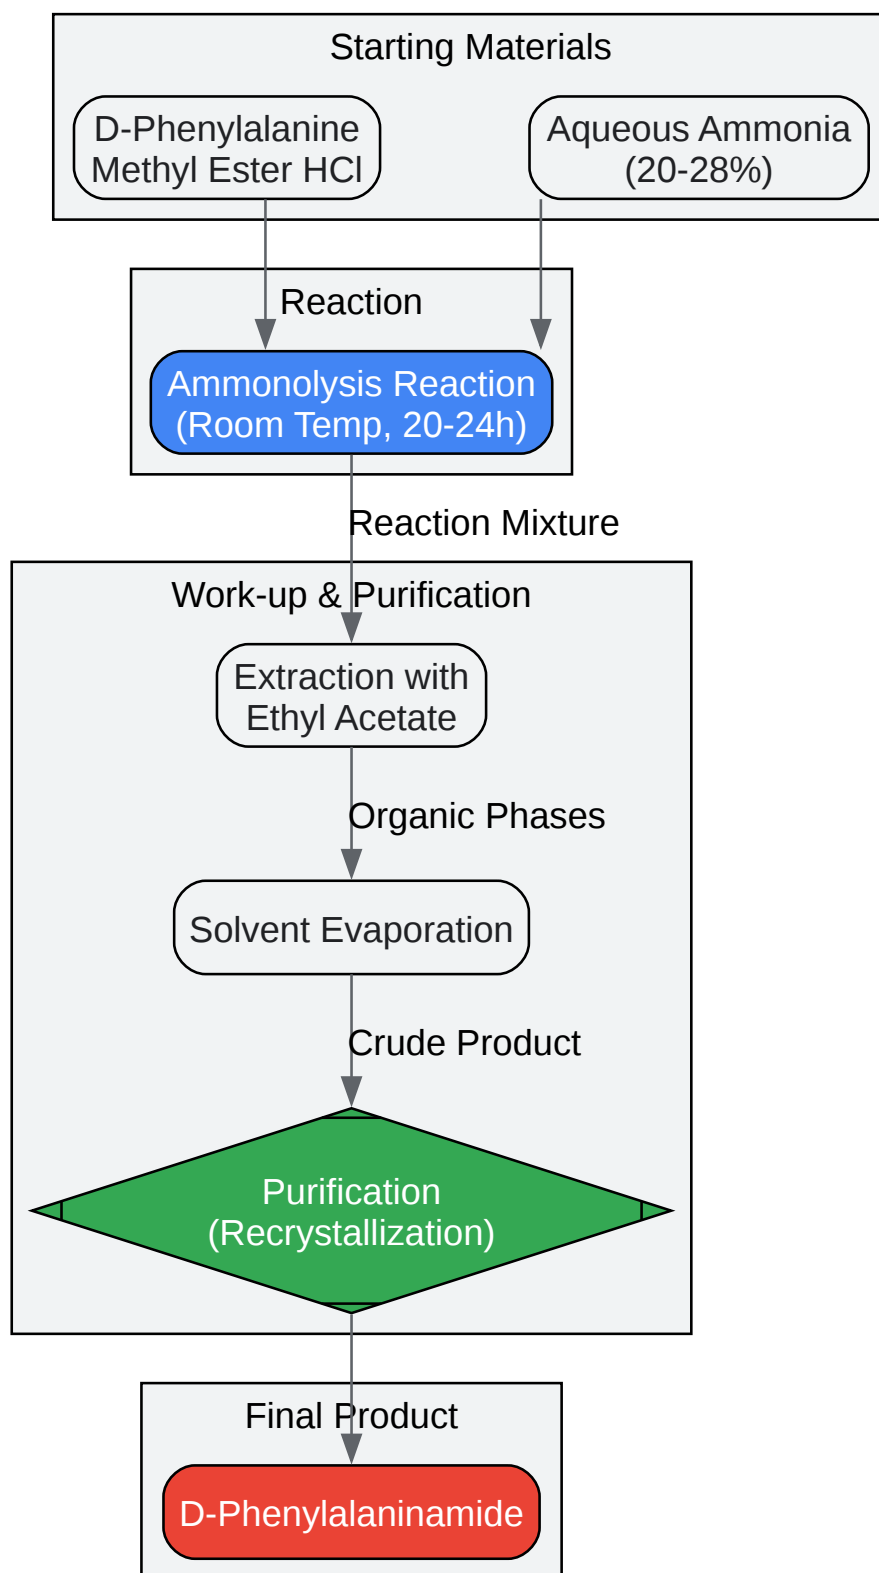 Starting Materials
D-Phenylalanine
Methyl Ester HCl
Aqueous Ammonia
(20-28%)
Reaction
Ammonolysis Reaction
(Room Temp, 20-24h)
Reaction Mixture
Work-up & Purification
Extraction with
Ethyl Acetate
Organic Phases
Solvent Evaporation
Crude Product
Purification
(Recrystallization)
Final Product
D-Phenylalaninamide